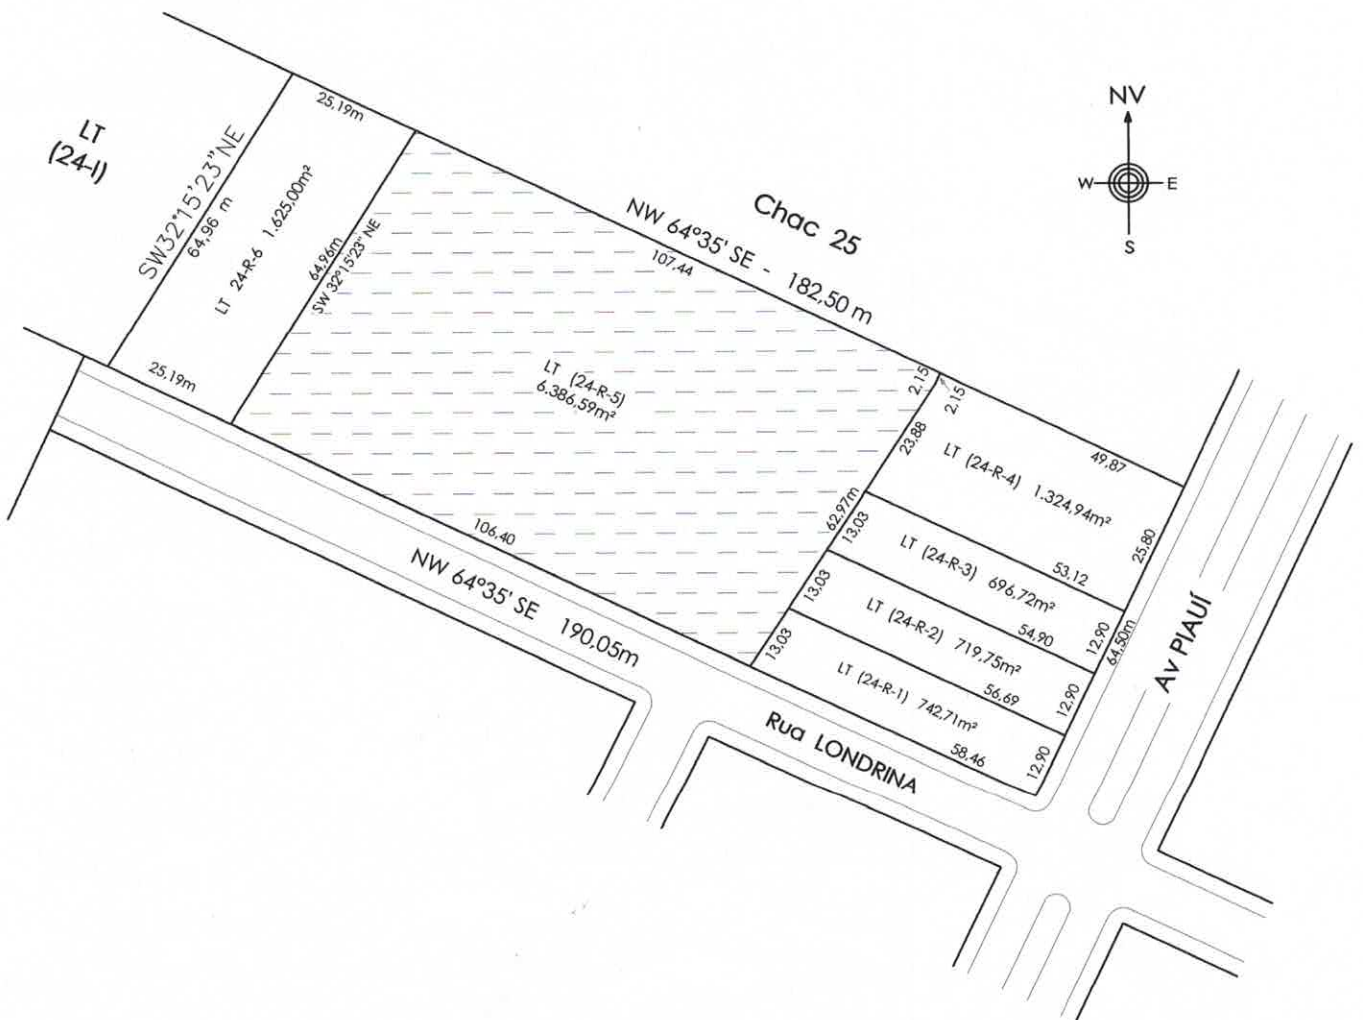 NV
W
E
S
LT
(24-I)
SW32°15'23"NE
64,96 m
25,19m
LT 24-R-6 1.625,00m²
64,96m
SW 32°15'23" NE
25,19m
Chac 25
NW 64°35' SE - 182,50 m
107,44
LT (24-R-5)
6.386,59m²
106,40
NW 64°35' SE 190,05m
2,15
2,15
23,88
62,97m
13,03
13,03
13,03
49,87
LT (24-R-4) 1.324,94m²
25,80
53,12
LT (24-R-3) 696,72m²
12,90
64,50m
54,90
LT (24-R-2) 719,75m²
12,90
56,69
LT (24-R-1) 742,71m²
12,90
58,46
Rua LONDRINA
Av PIAUÍ